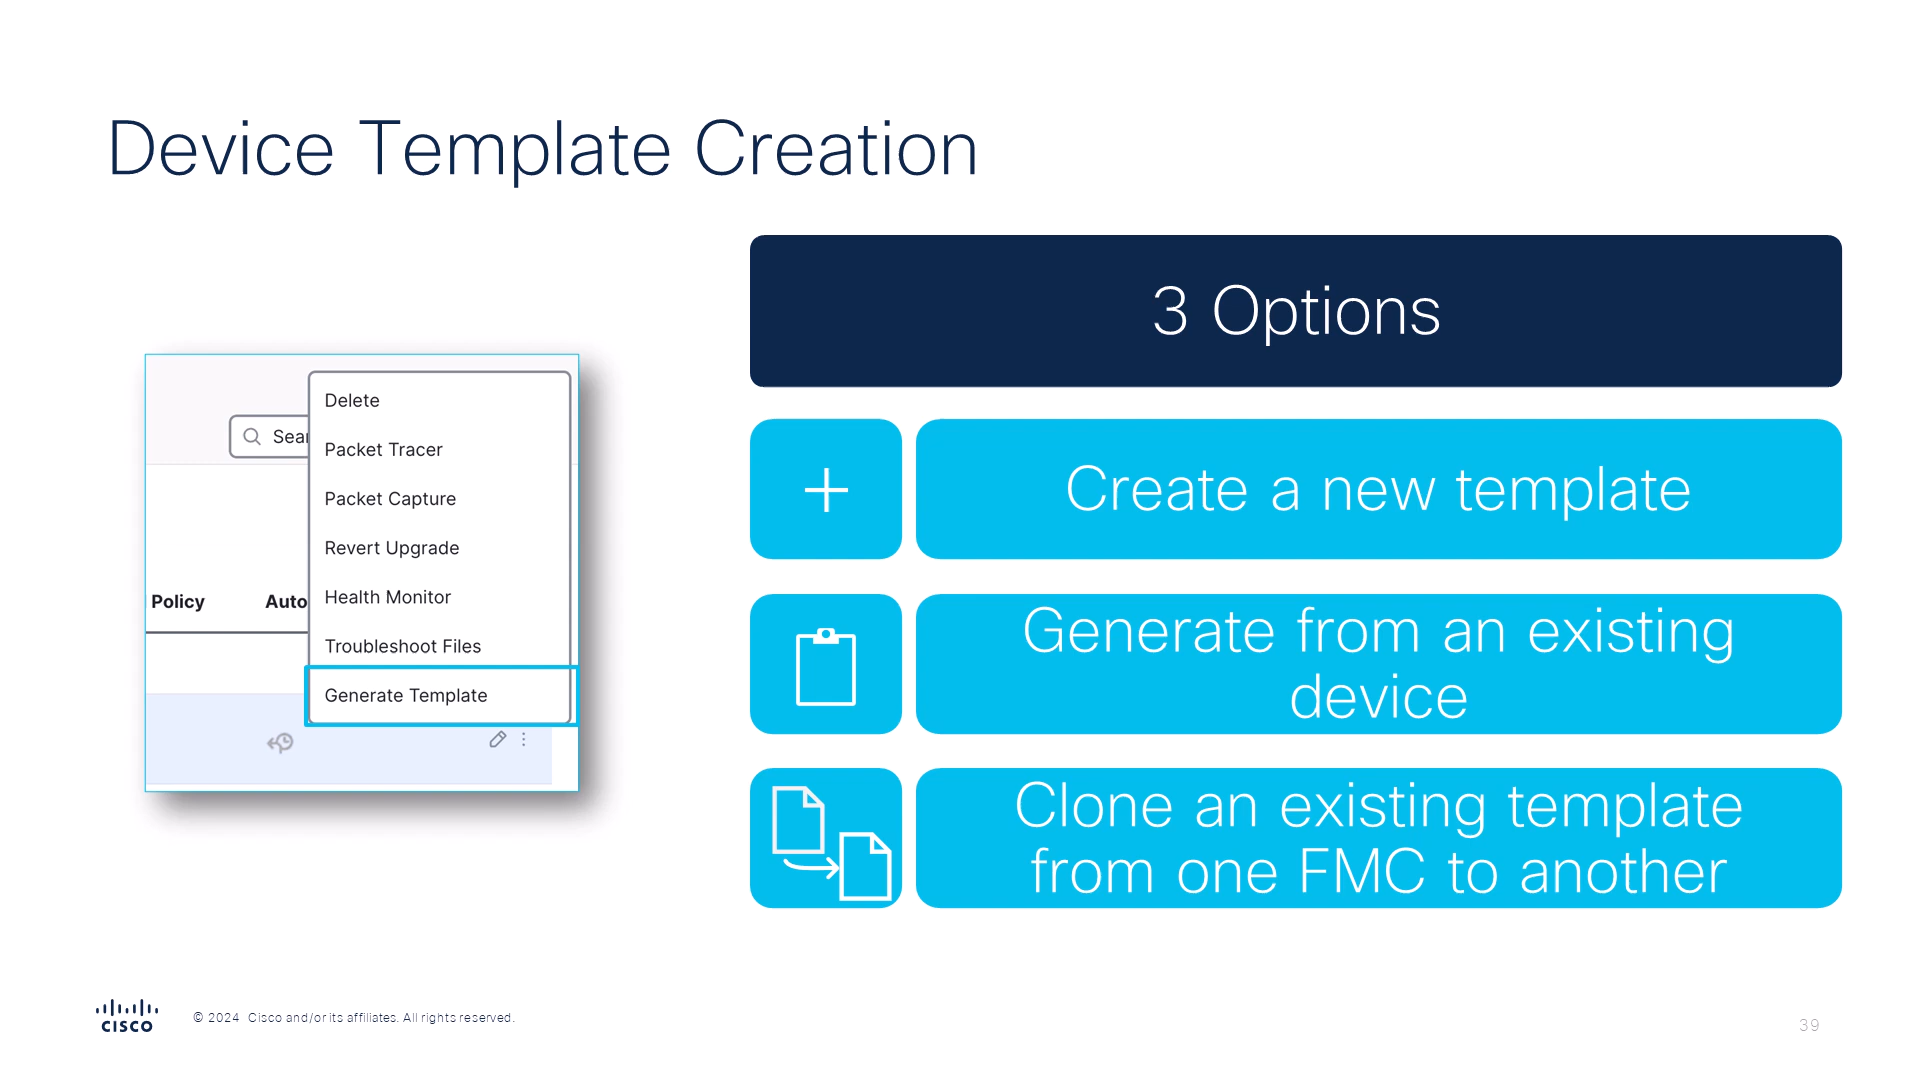 Device Template Creation
3 Options
Delete
Sear
Packet Tracer
Packet Capture
Revert Upgrade
Health Monitor
Policy
Auto
Troubleshoot Files
Generate Template
Create a new template
Generate from an existing
device
Clone an existing template
from one FMC to another
CISCO
© 2024 Cisco and/or its affiliates. All rights reserved.
39